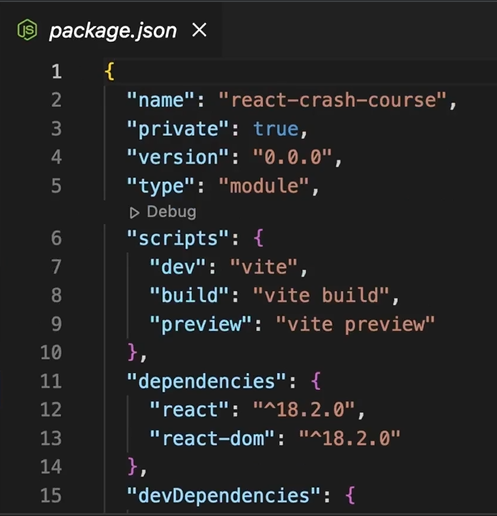 package.json
1 {
2 "name": "react-crash-course",
3 "private": true,
4 "version": "0.0.0",
5 "type": "module",
Debug
6 "scripts": {
7 "dev": "vite",
8 "build": "vite build",
9 "preview": "vite preview"
10 },
11 "dependencies": {
12 "react": "^18.2.0",
13 "react-dom": "^18.2.0"
14 },
15 "devDependencies": {